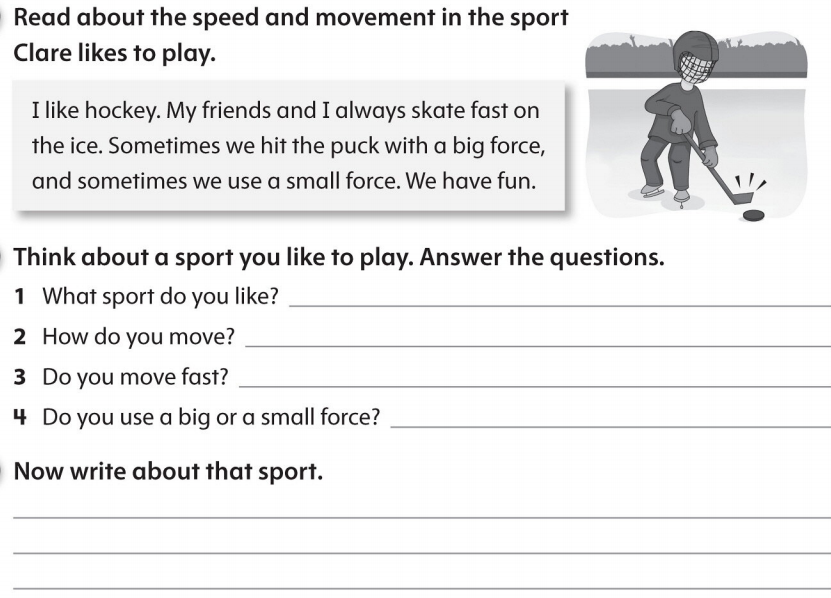 Read about the speed and movement in the sport
Clare likes to play.
I like hockey. My friends and I always skate fast on
the ice. Sometimes we hit the puck with a big force,
and sometimes we use a small force. We have fun.
Think about a sport you like to play. Answer the questions.
1 What sport do you like?
2 How do you move?
3 Do you move fast?
4 Do you use a big or a small force?
Now write about that sport.